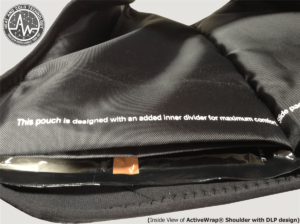 AW
This pouch is designed with an added inner divider for maximum comfort
[Inside View of ActiveWrap® Shoulder with DLP design]